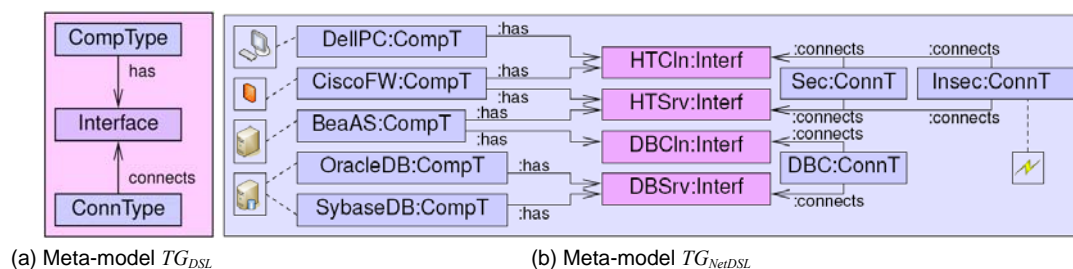 CompType
has
Interface
connects
ConnType
(a) Meta-model TG_DSL
DellPC:CompT
:has
CiscoFW:CompT
:has
:has
BeaAS:CompT
:has
OracleDB:CompT
:has
SybaseDB:CompT
:has
HTCln:Interf
HTSrv:Interf
DBCln:Interf
DBSrv:Interf
:connects
:connects
Sec:ConnT
Insec:ConnT
:connects
:connects
:connects
DBC:ConnT
:connects
(b) Meta-model TG_NetDSL